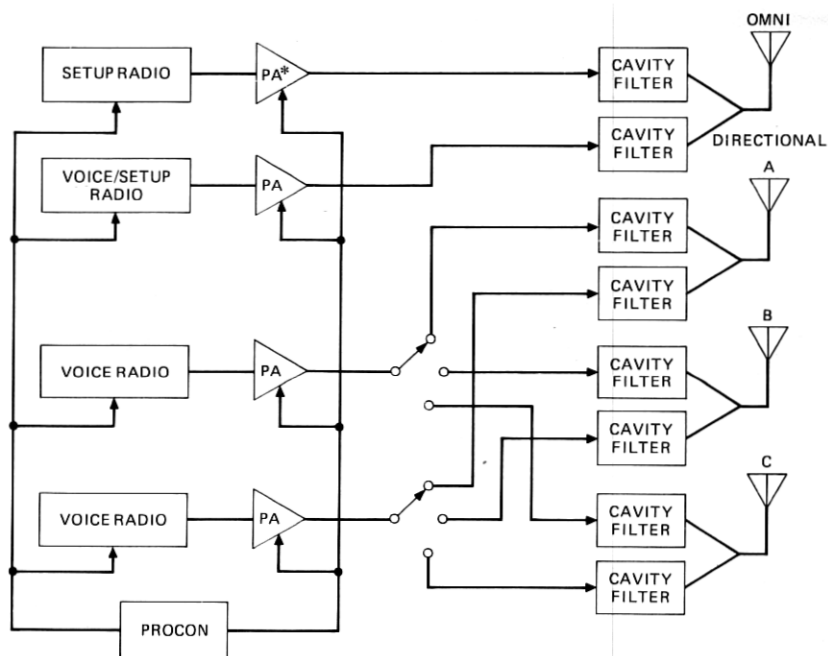 OMNI
SETUP RADIO
PA*
CAVITY
FILTER
CAVITY
FILTER
DIRECTIONAL
VOICE/SETUP
RADIO
PA
A
CAVITY
FILTER
CAVITY
FILTER
B
VOICE RADIO
PA
CAVITY
FILTER
CAVITY
FILTER
C
VOICE RADIO
PA
CAVITY
FILTER
CAVITY
FILTER
PROCON